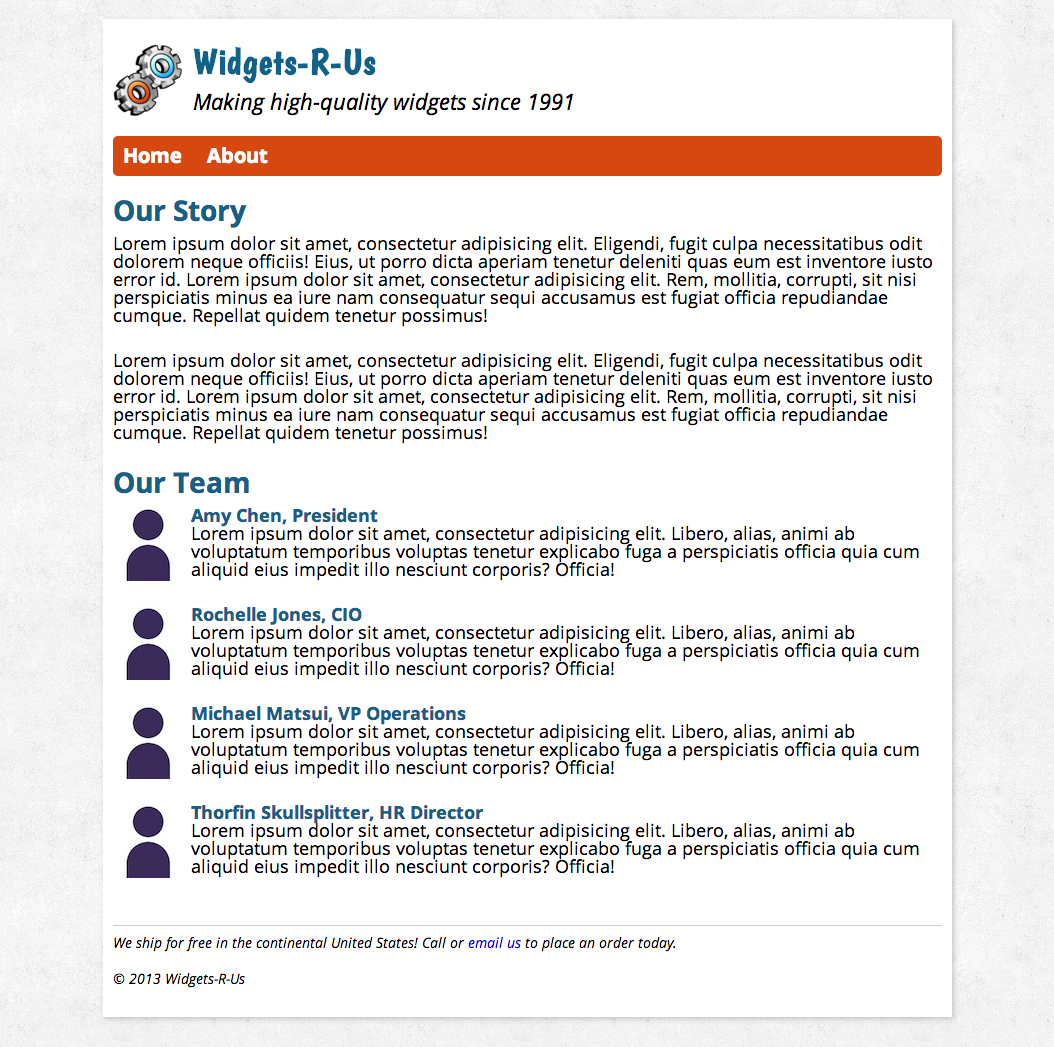 Widgets-R-Us
Making high-quality widgets since 1991
Home About
Our Story
Lorem ipsum dolor sit amet, consectetur adipisicing elit. Eligendi, fugit culpa necessitatibus odit
dolorem neque officiis! Eius, ut porro dicta aperiam tenetur deleniti quas eum est inventore iusto
error id. Lorem ipsum dolor sit amet, consectetur adipisicing elit. Rem, mollitia, corrupti, sit nisi
perspiciatis minus ea iure nam consequatur sequi accusamus est fugiat officia repudiandae
cumque. Repellat quidem tenetur possimus!
Lorem ipsum dolor sit amet, consectetur adipisicing elit. Eligendi, fugit culpa necessitatibus odit
dolorem neque officiis! Eius, ut porro dicta aperiam tenetur deleniti quas eum est inventore iusto
error id. Lorem ipsum dolor sit amet, consectetur adipisicing elit. Rem, mollitia, corrupti, sit nisi
perspiciatis minus ea iure nam consequatur sequi accusamus est fugiat officia repudiandae
cumque. Repellat quidem tenetur possimus!
Our Team
Amy Chen, President
Lorem ipsum dolor sit amet, consectetur adipisicing elit. Libero, alias, animi ab
voluptatum temporibus voluptas tenetur explicabo fuga a perspiciatis officia quia cum
aliquid eius impedit illo nesciunt corporis? Officia!
Rochelle Jones, CIO
Lorem ipsum dolor sit amet, consectetur adipisicing elit. Libero, alias, animi ab
voluptatum temporibus voluptas tenetur explicabo fuga a perspiciatis officia quia cum
aliquid eius impedit illo nesciunt corporis? Officia!
Michael Matsui, VP Operations
Lorem ipsum dolor sit amet, consectetur adipisicing elit. Libero, alias, animi ab
voluptatum temporibus voluptas tenetur explicabo fuga a perspiciatis officia quia cum
aliquid eius impedit illo nesciunt corporis? Officia!
Thorfin Skullsplitter, HR Director
Lorem ipsum dolor sit amet, consectetur adipisicing elit. Libero, alias, animi ab
voluptatum temporibus voluptas tenetur explicabo fuga a perspiciatis officia quia cum
aliquid eius impedit illo nesciunt corporis? Officia!
We ship for free in the continental United States! Call or email us to place an order today.
© 2013 Widgets-R-Us